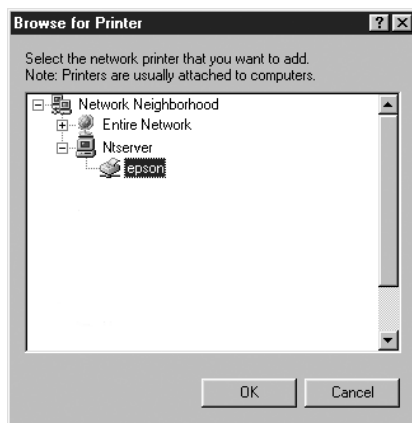 Browse for Printer
Select the network printer that you want to add.
Note: Printers are usually attached to computers.
Network Neighborhood
Entire Network
Ntserver
epson
OK Cancel